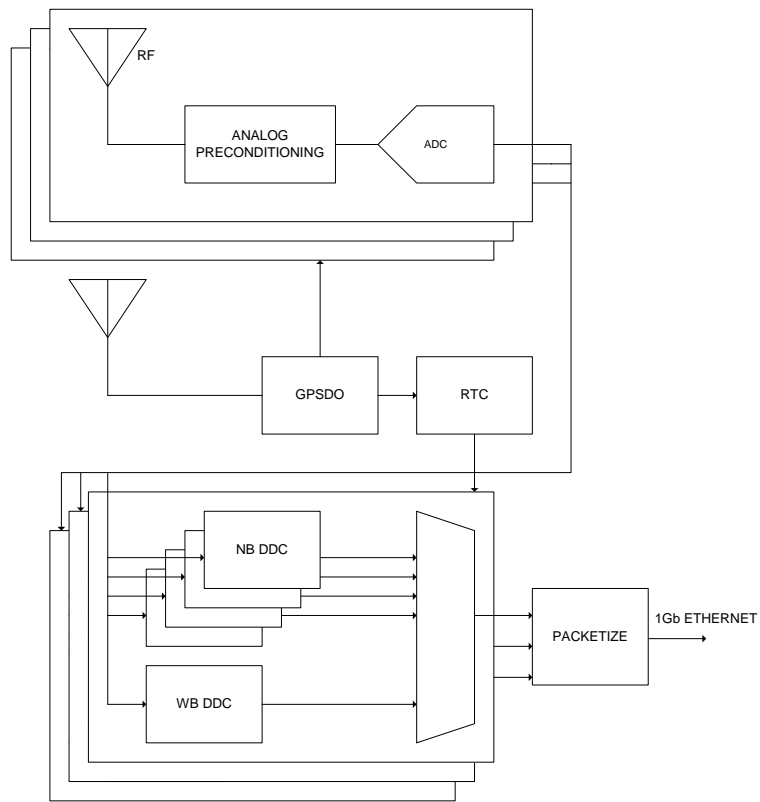 RF
ANALOG
PRECONDITIONING
ADC
GPSDO
RTC
NB DDC
WB DDC
PACKETIZE
1Gb ETHERNET